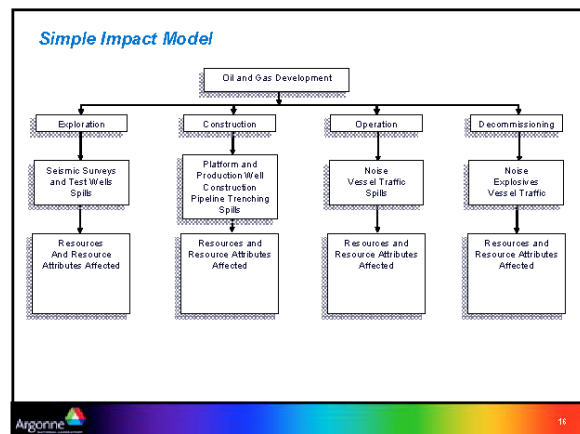 Simple Impact Model
Oil and Gas Development
Exploration
Construction
Operation
Decommissioning
Seismic Surveys
and Test Wells
Spills
Platform and
Production Well
Construction
Pipeline Trenching
Spills
Noise
Vessel Traffic
Spills
Noise
Explosives
Vessel Traffic
Resources
And Resource
Attributes Affected
Resources and
Resource Attributes
Affected
Resources and
Resource Attributes
Affected
Resources and
Resource Attributes
Affected
Argonne
16